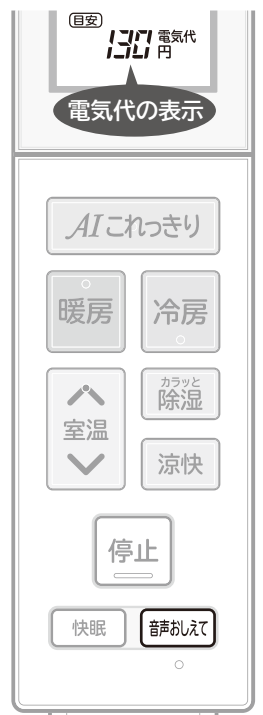 目安
130 電気代
円
電気代の表示
AIこれっきり
暖房
冷房
室温
カラッと
除湿
涼快
停止
快眠
音声おしえて